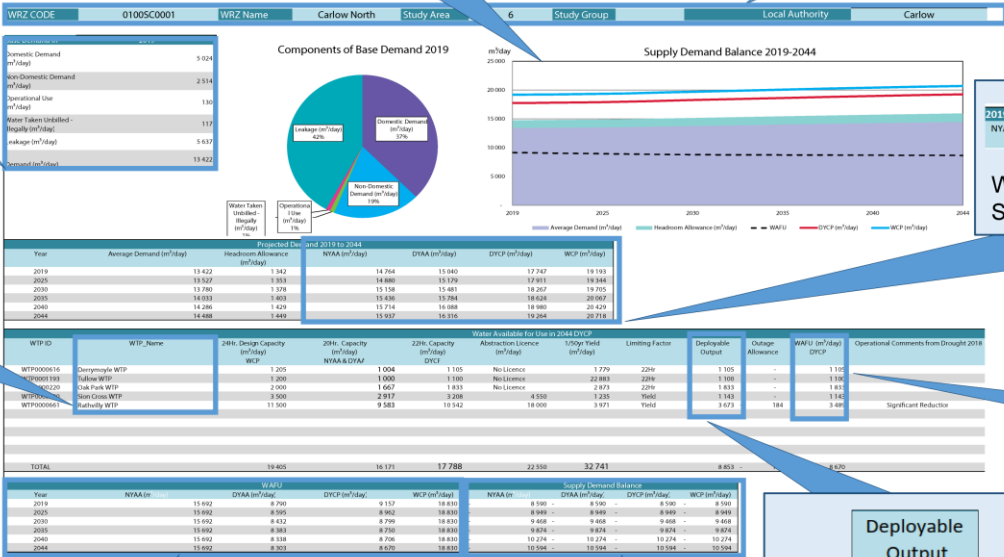 WRZ CODE 0100SC0001 WRZ Name Carlow North Study Area 6 Study Group Local Authority Carlow
2019
Domestic Demand (m³/day) 5 024
Non-Domestic Demand (m³/day) 2 514
Operational Use (m³/day) 130
Water Taken Unbilled - Illegally (m³/day) 117
Leakage (m³/day) 5 637
Demand (m³/day) 13 422
Components of Base Demand 2019
Leakage (m³/day)
42%
Domestic Demand
(m³/day)
37%
Non-Domestic
Demand (m³/day)
19%
Water Taken
Unbilled -
Illegally
(m³/day)
Operationa
l Use
(m³/day)
1%
m³/day
Supply Demand Balance 2019-2044
25 000
20 000
15 000
10 000
5 000
-
2019 2025 2030 2035 2040 2044
Average Demand (m³/day) Headroom Allowance (m³/day) WAFU DYCP (m³/day) WCP (m³/day)
2019
NYA
W
S
Projected Demand 2019 to 2044
Year Average Demand (m³/day) Headroom Allowance (m³/day) NYAA (m³/day) DYAA (m³/day) DYCP (m³/day) WCP (m³/day)
2019 13 422 1 342 14 764 15 040 17 747 19 193
2025 13 527 1 353 14 880 15 179 17 911 19 344
2030 13 780 1 378 15 158 15 481 18 267 19 705
2035 14 033 1 403 15 436 15 784 18 624 20 067
2040 14 286 1 429 15 714 16 088 18 980 20 429
2044 14 488 1 449 15 937 16 316 19 264 20 718
Water Available for Use in 2044 DYCP
WTP ID WTP_Name 24Hr. Design Capacity (m³/day) WCP 20Hr. Capacity (m³/day) NYAA & DYAA 22Hr. Capacity (m³/day) DYCP Abstraction Licence (m³/day) 1/50yr Yield (m³/day) Limiting Factor Deployable Output Outage Allowance WAFU (m³/day) DYCP Operational Comments from Drought 2018
WTP0000616 Derrymoyle WTP 1 205 1 004 1 105 No Licence 1 779 22Hr 1 105 - 1 105
WTP0001193 Tullow WTP 1 200 1 000 1 100 No Licence 22 883 22Hr 1 100 - 1 100
Oak Park WTP 2 000 1 667 1 833 No Licence 2 873 22Hr 1 833 - 1 833
Sion Cross WTP 3 500 2 917 3 208 4 550 1 235 Yield 1 143 - 1 143
WTP0000661 Rathvilly WTP 11 500 9 583 10 542 18 000 3 971 Yield 3 673 184 3 489 Significant Reduction
TOTAL 19 405 16 171 17 788 22 550 32 741 8 853 - 8 670
WAFU
Year NYAA (m DYAA (m³/day) DYCP (m³/day) WCP (m³/day)
2019 15 692 8 790 9 157 18 830
2025 15 692 8 595 8 962 18 830
2030 15 692 8 432 8 799 18 830
2035 15 692 8 383 8 750 18 830
2040 15 692 8 338 8 706 18 830
2044 15 692 8 303 8 670 18 830
Supply Demand Balance
NYAA (m DYAA (m³/day) DYCP (m³/day) WCP (m³/day)
8 590 - 8 590 - 8 590 - 8 590
8 949 - 8 949 - 8 949 - 8 949
9 468 - 9 468 - 9 468 - 9 468
9 874 - 9 874 - 9 874 - 9 874
10 274 - 10 274 - 10 274 - 10 274
10 594 - 10 594 - 10 594 - 10 594
Deployable
Output